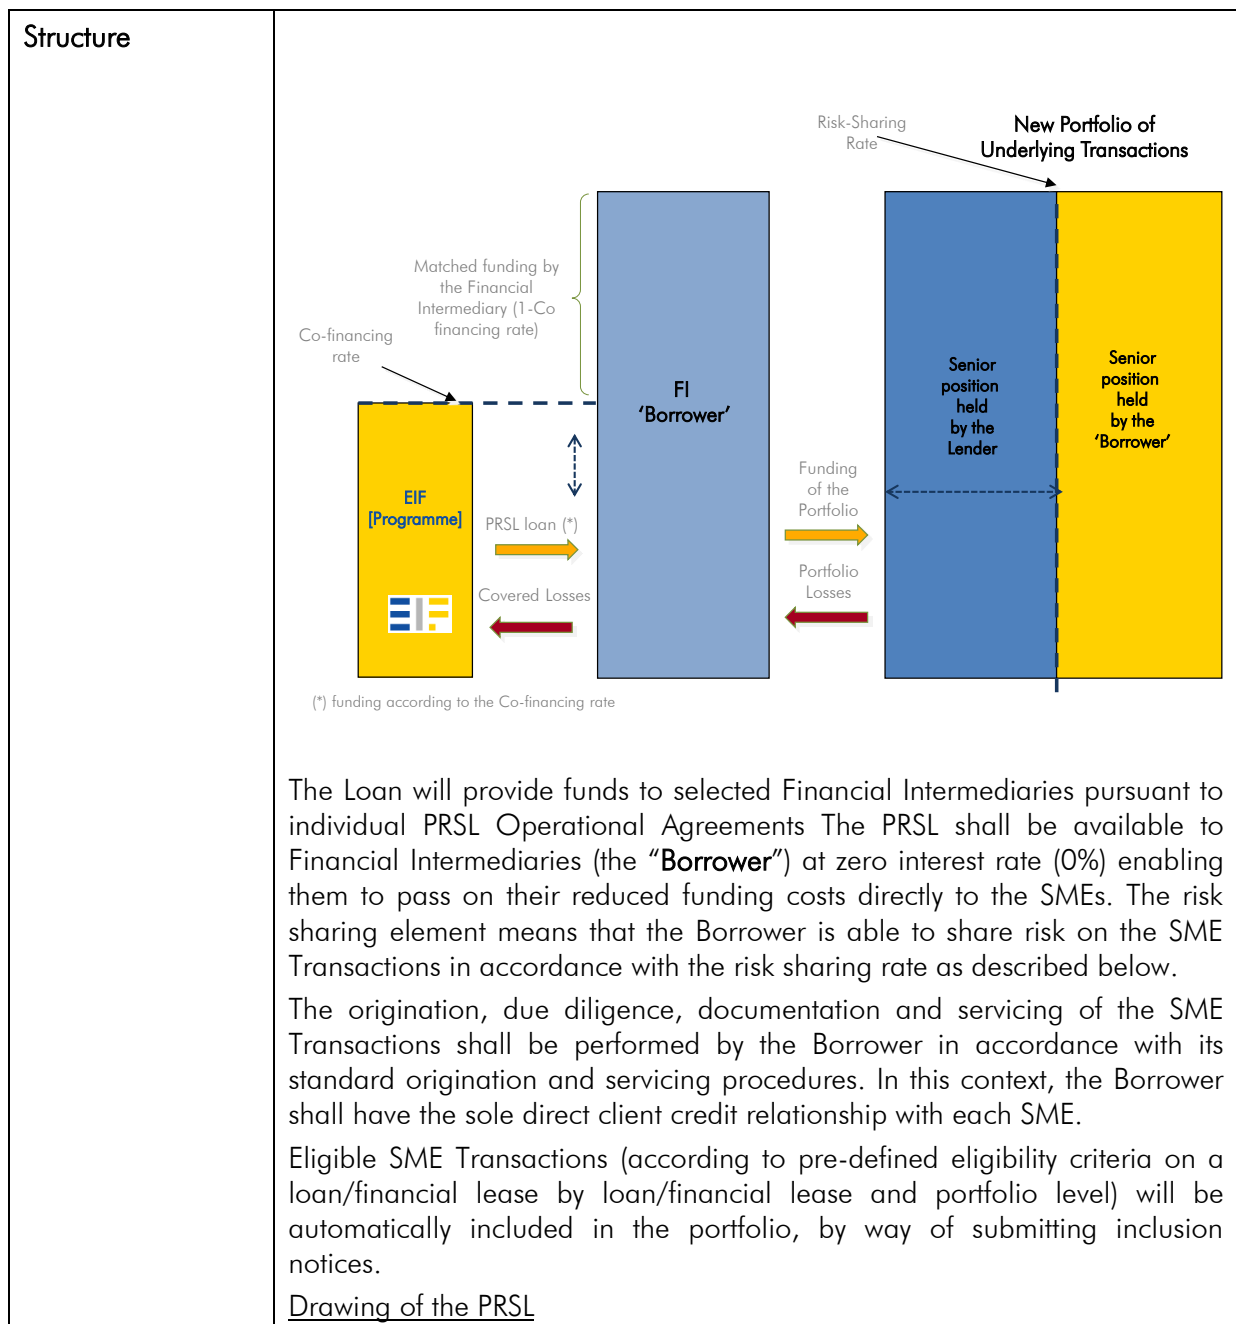 Structure
Risk-Sharing
Rate
New Portfolio of
Underlying Transactions
Matched funding by
the Financial
Intermediary (1-Co
financing rate)
Co-financing
rate
FI
‘Borrower’
Senior
position
held
by the
Lender
Senior
position
held
by the
‘Borrower’
EIF
[Programme]
PRSL loan (*)
Covered Losses
Funding
of the
Portfolio
Portfolio
Losses
EIF
(*) funding according to the Co-financing rate
The Loan will provide funds to selected Financial Intermediaries pursuant to
individual PRSL Operational Agreements The PRSL shall be available to
Financial Intermediaries (the “Borrower”) at zero interest rate (0%) enabling
them to pass on their reduced funding costs directly to the SMEs. The risk
sharing element means that the Borrower is able to share risk on the SME
Transactions in accordance with the risk sharing rate as described below.
The origination, due diligence, documentation and servicing of the SME
Transactions shall be performed by the Borrower in accordance with its
standard origination and servicing procedures. In this context, the Borrower
shall have the sole direct client credit relationship with each SME.
Eligible SME Transactions (according to pre-defined eligibility criteria on a
loan/financial lease by loan/financial lease and portfolio level) will be
automatically included in the portfolio, by way of submitting inclusion
notices.
Drawing of the PRSL